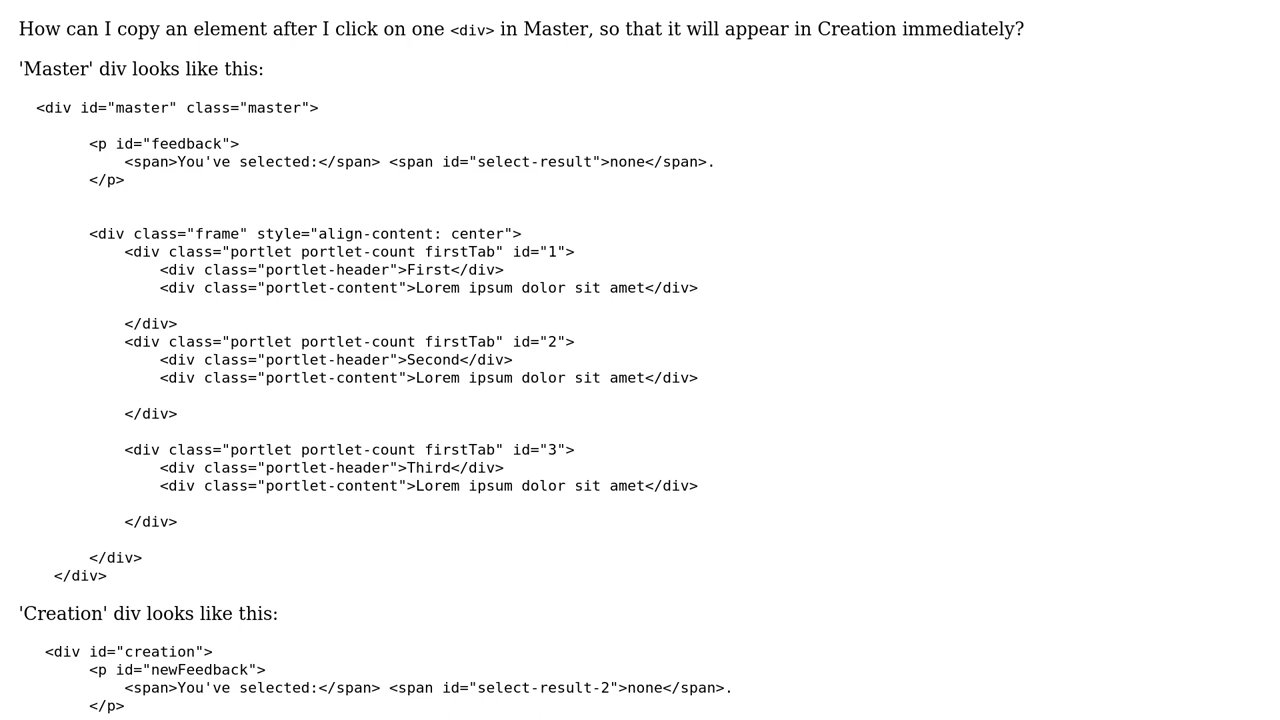 How can I copy an element after I click on one <div> in Master, so that it will appear in Creation immediately?
'Master' div looks like this:
<div id="master" class="master">
<p id="feedback">
<span>You've selected:</span> <span id="select-result">none</span>.
</p>
<div class="frame" style="align-content: center">
<div class="portlet portlet-count firstTab" id="1">
<div class="portlet-header">First</div>
<div class="portlet-content">Lorem ipsum dolor sit amet</div>
</div>
<div class="portlet portlet-count firstTab" id="2">
<div class="portlet-header">Second</div>
<div class="portlet-content">Lorem ipsum dolor sit amet</div>
</div>
<div class="portlet portlet-count firstTab" id="3">
<div class="portlet-header">Third</div>
<div class="portlet-content">Lorem ipsum dolor sit amet</div>
</div>
</div>
</div>
'Creation' div looks like this:
<div id="creation">
<p id="newFeedback">
<span>You've selected:</span> <span id="select-result-2">none</span>.
</p>